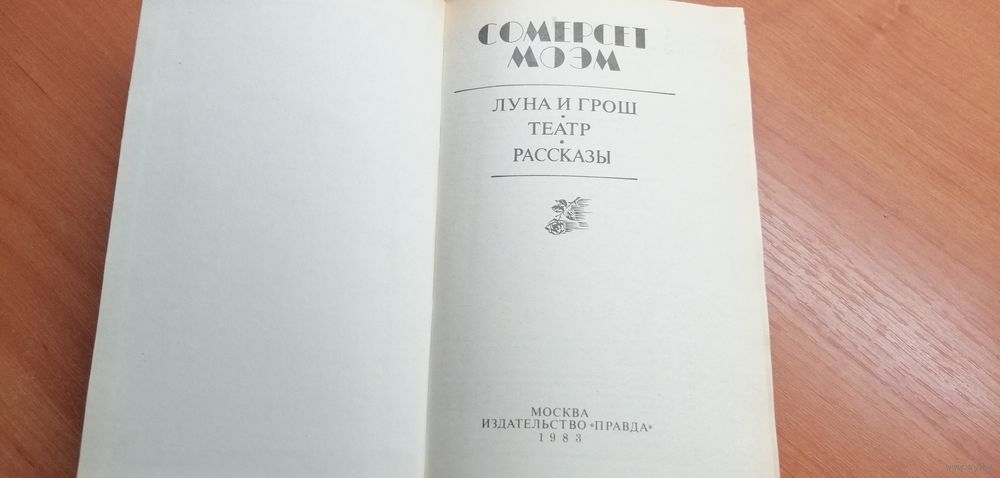 СОМЕРСЕТ
МОЭМ
ЛУНА И ГРОШ
•
ТЕАТР
•
РАССКАЗЫ
МОСКВА
ИЗДАТЕЛЬСТВО «ПРАВДА»
1983